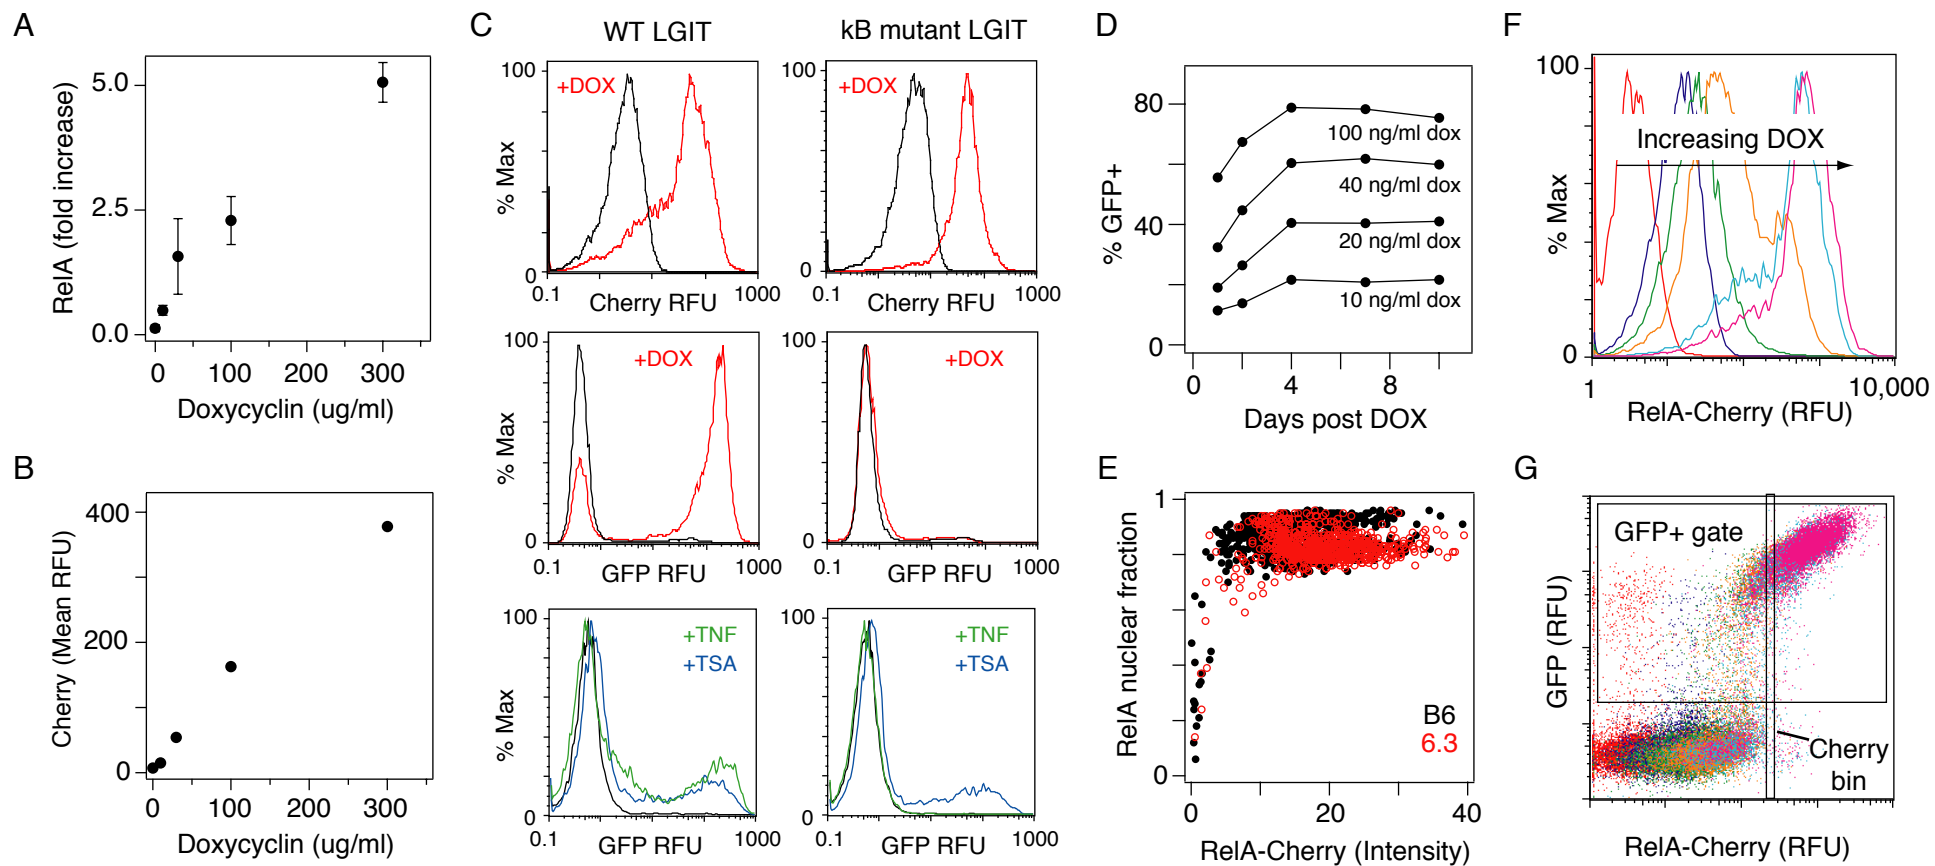 A
5.0
2.5
0.0
RelA (fold increase)
0
100
200
300
Doxycyclin (ug/ml)
B
400
200
0
Cherry (Mean RFU)
0
100
200
300
Doxycyclin (ug/ml)
C
WT LGIT
kB mutant LGIT
100
+DOX
% Max
0
0.1
Cherry RFU
1000
100
+DOX
0
0.1
Cherry RFU
1000
100
+DOX
% Max
0
0.1
GFP RFU
1000
100
+DOX
0
0.1
GFP RFU
1000
100
+TNF
+TSA
% Max
0
0.1
GFP RFU
1000
100
+TNF
+TSA
0
0.1
GFP RFU
1000
D
80
40
0
% GFP+
100 ng/ml dox
40 ng/ml dox
20 ng/ml dox
10 ng/ml dox
0
4
8
Days post DOX
E
1
0
RelA nuclear fraction
B6
6.3
0
20
40
RelA-Cherry (Intensity)
F
100
Increasing DOX
% Max
0
1
10,000
RelA-Cherry (RFU)
G
GFP+ gate
GFP (RFU)
Cherry
bin
RelA-Cherry (RFU)